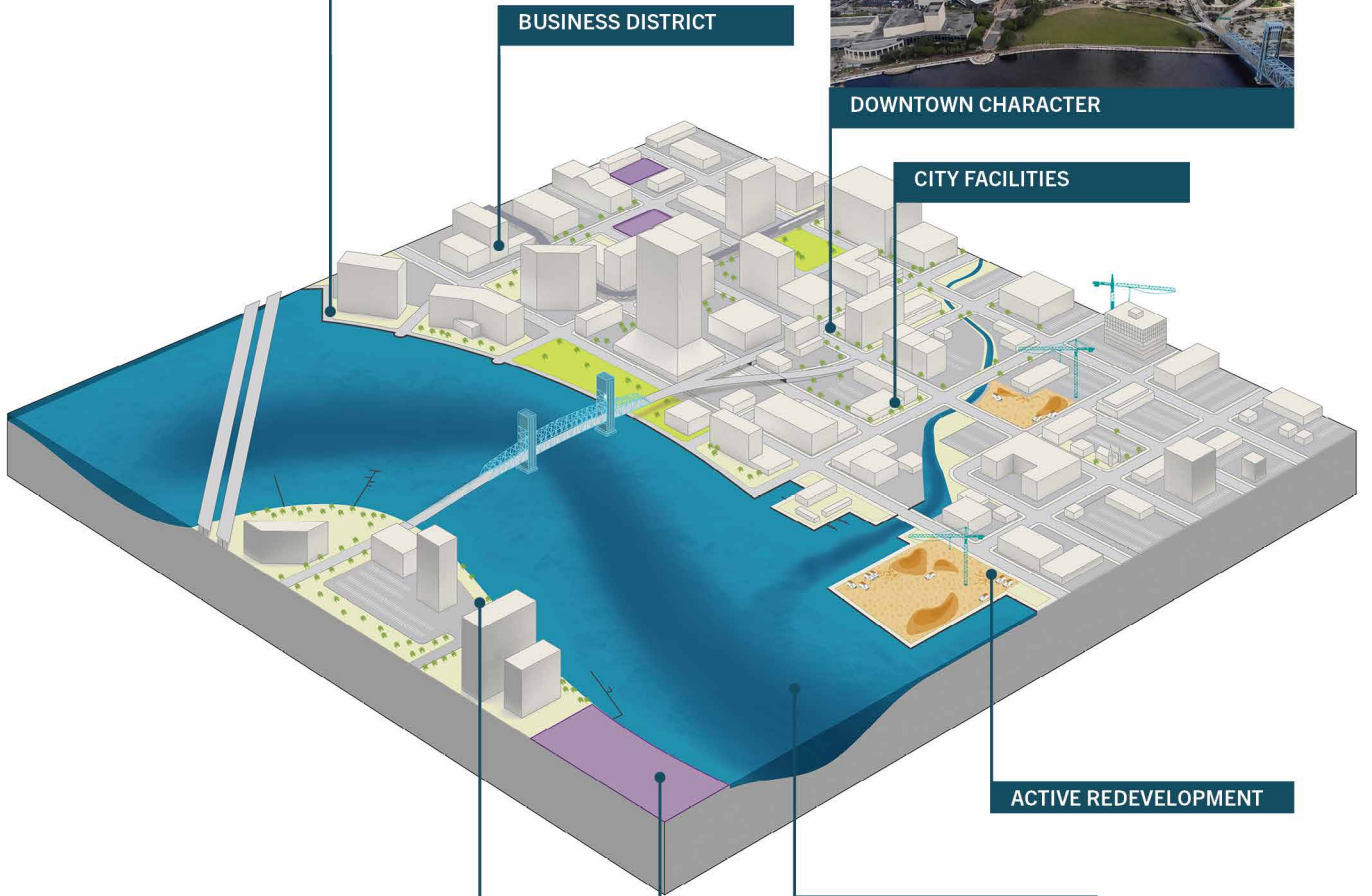 BUSINESS DISTRICT
DOWNTOWN CHARACTER
CITY FACILITIES
ACTIVE REDEVELOPMENT